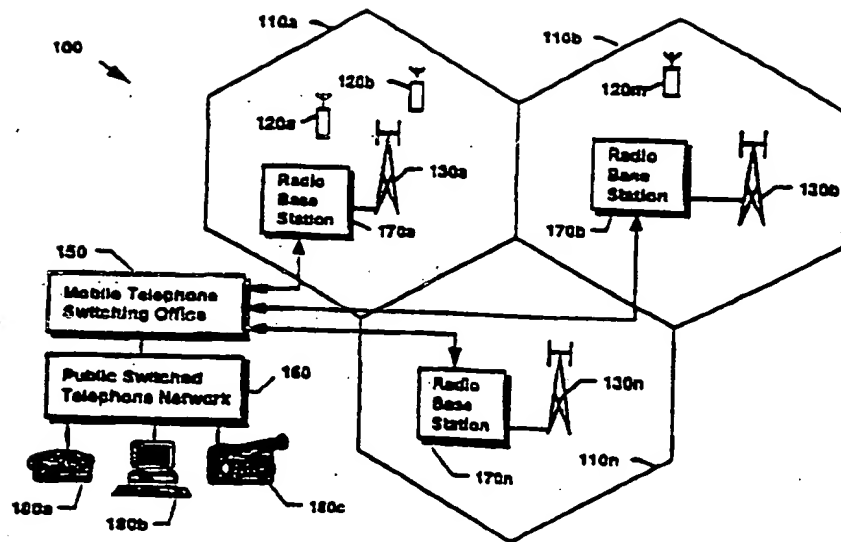 110a
110b
100
120b
120m
120a
Radio
Base
Station
130a
170a
Radio
Base
Station
130b
170b
150
Mobile Telephone
Switching Office
Public Switched
Telephone Network
160
Radio
Base
Station
130n
170n
110n
180a
180b
180c